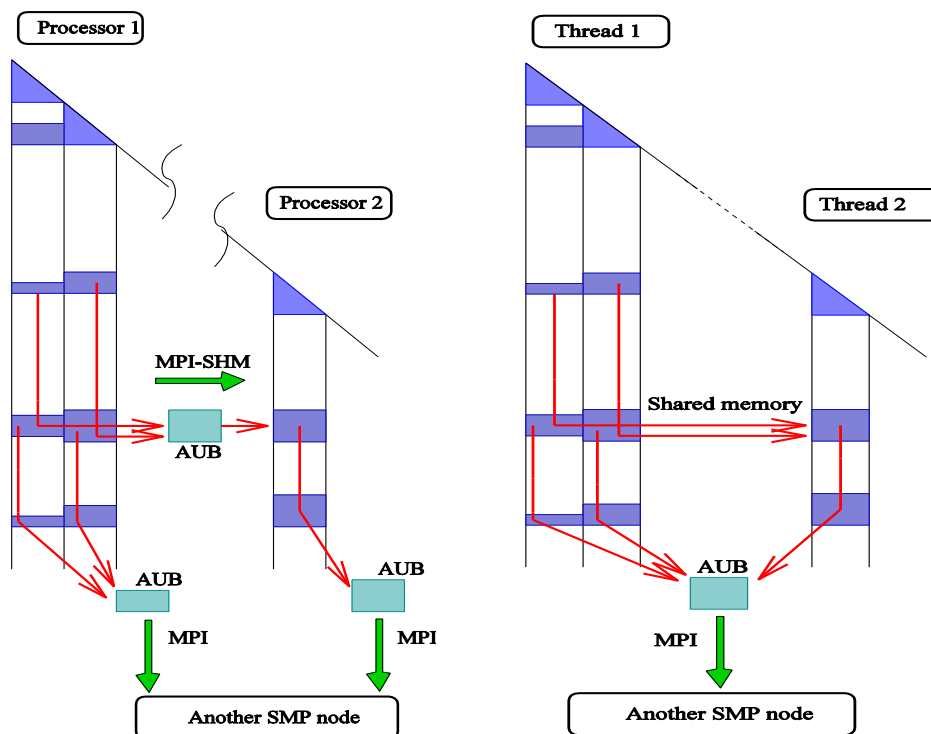 Processor 1
Processor 2
MPI-SHM
AUB
AUB
MPI
AUB
MPI
Another SMP node
Thread 1
Thread 2
Shared memory
AUB
MPI
Another SMP node